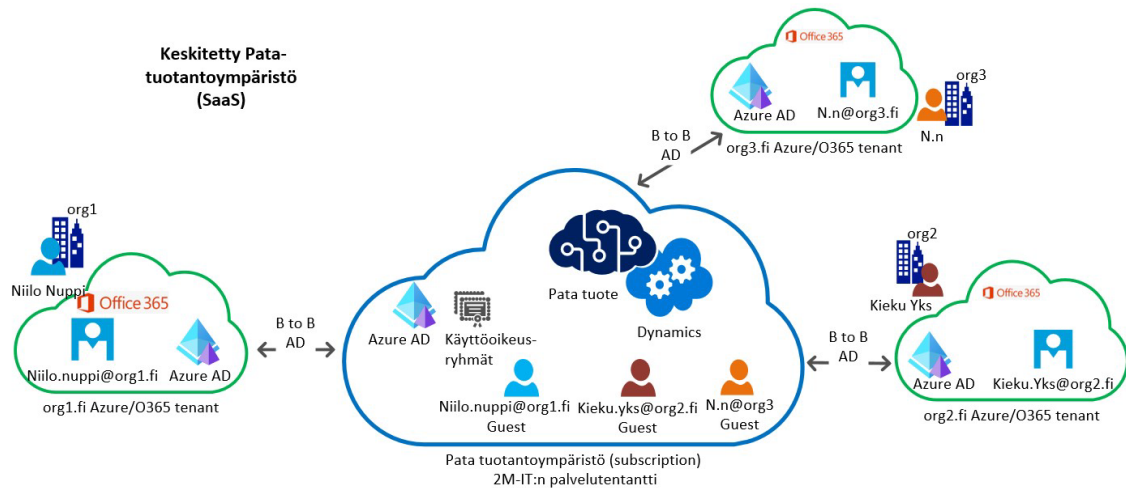 Keskitetty Pata-
tuotantoympäristö
(SaaS)
Office 365
Azure AD
N.n@org3.fi
org3
N.n
org3.fi Azure/O365 tenant
B to B
AD
org1
Niilo Nuppi
Office 365
Niilo.nuppi@org1.fi
Azure AD
org1.fi Azure/O365 tenant
B to B
AD
Pata tuote
Dynamics
Azure AD
Käyttöoikeus-
ryhmät
Niilo.nuppi@org1.fi
Guest
Kieku.yks@org2.fi
Guest
N.n@org3
Guest
Pata tuotantoympäristö (subscription)
2M-IT:n palvelutentantti
B to B
AD
org2
Kieku Yks
Office 365
Azure AD
Kieku.Yks@org2.fi
org2.fi Azure/O365 tenant